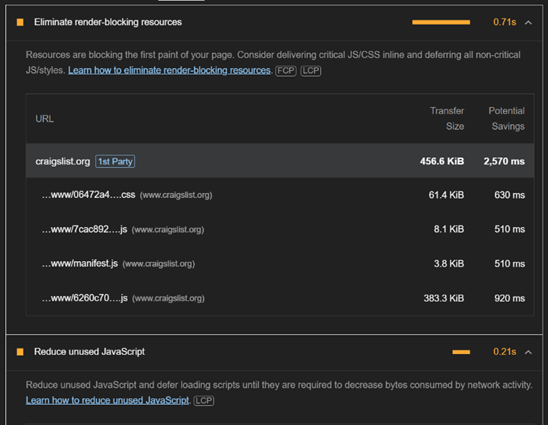 Eliminate render-blocking resources 0.71s
Resources are blocking the first paint of your page. Consider delivering critical JS/CSS inline and deferring all non-critical
JS/styles. Learn how to eliminate render-blocking resources. FCP LCP
URL Transfer Size Potential Savings
craigslist.org 1st Party 456.6 KiB 2,570 ms
…www/06472a4….css (www.craigslist.org) 61.4 KiB 630 ms
…www/7cac892….js (www.craigslist.org) 8.1 KiB 510 ms
…www/manifest.js (www.craigslist.org) 3.8 KiB 510 ms
…www/6260c70….js (www.craigslist.org) 383.3 KiB 920 ms
Reduce unused JavaScript 0.21s
Reduce unused JavaScript and defer loading scripts until they are required to decrease bytes consumed by network activity.
Learn how to reduce unused JavaScript. LCP